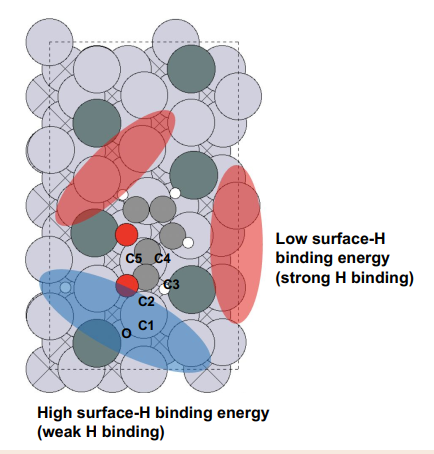 C5 C4
C3
C2
C1
O
Low surface-H
binding energy
(strong H binding)
High surface-H binding energy
(weak H binding)